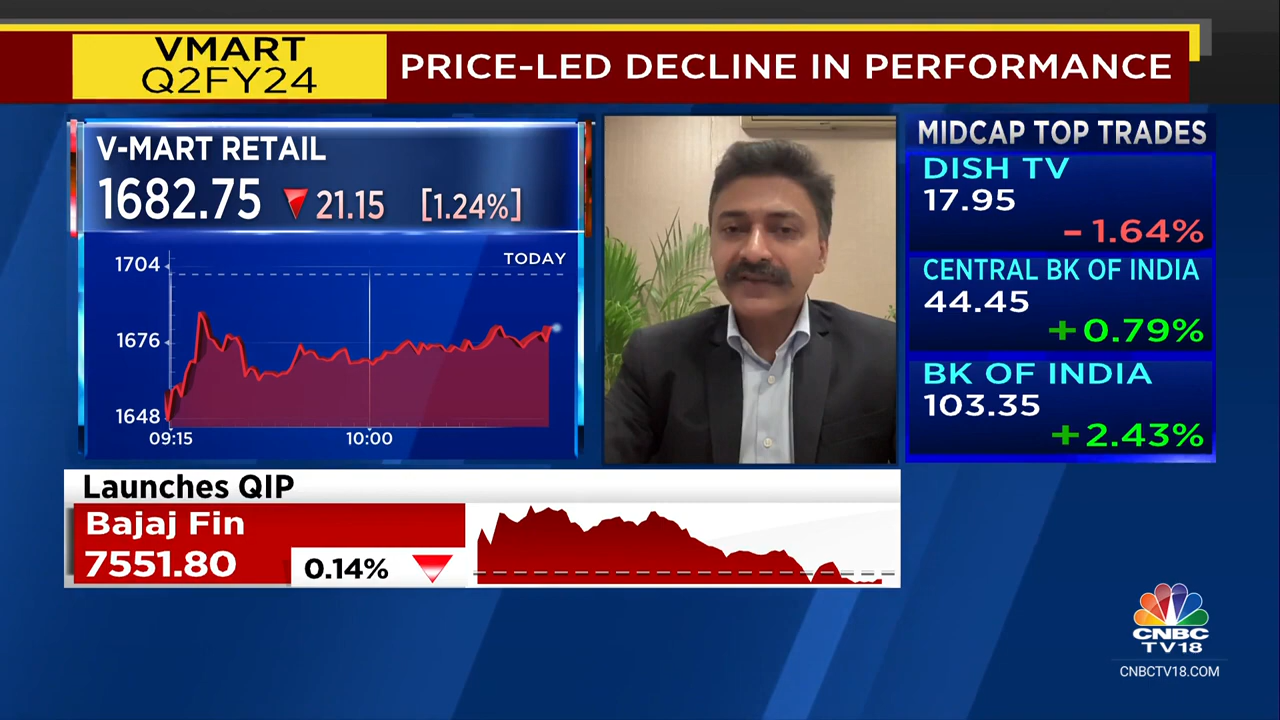 VMART
Q2FY24
PRICE-LED DECLINE IN PERFORMANCE
V-MART RETAIL
1682.75 21.15 [1.24%]
TODAY
1704
1676
1648
09:15 10:00
MIDCAP TOP TRADES
DISH TV
17.95
-1.64%
CENTRAL BK OF INDIA
44.45
+0.79%
BK OF INDIA
103.35
+2.43%
Launches QIP
Bajaj Fin
7551.80 0.14%
CNBC
TV18
CNBCTV18.COM